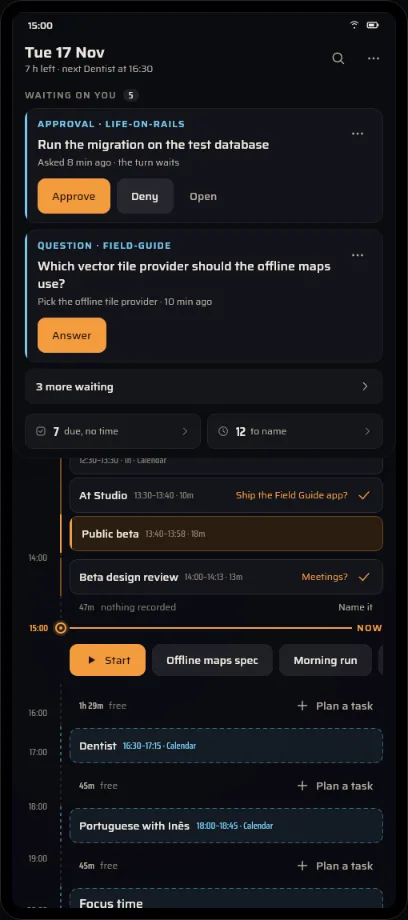 15:00
Tue 17 Nov
7 h left · next Dentist at 16:30
WAITING ON YOU 5
APPROVAL · LIFE-ON-RAILS
Run the migration on the test database
Asked 8 min ago · the turn waits
Approve Deny Open
QUESTION · FIELD-GUIDE
Which vector tile provider should the offline maps
use?
Pick the offline tile provider · 10 min ago
Answer
3 more waiting
7 due, no time
12 to name
12:30–13:30 · 1h · Calendar
At Studio 13:30–13:40 · 10m Ship the Field Guide app?
Public beta 13:40–13:58 · 18m
14:00
Beta design review 14:00–14:13 · 13m Meetings?
47m nothing recorded Name it
15:00 NOW
Start Offline maps spec Morning run
1h 29m free Plan a task
16:00
Dentist 16:30–17:15 · Calendar
17:00
45m free Plan a task
18:00
Portuguese with Inês 18:00–18:45 · Calendar
19:00
45m free Plan a task
Focus time